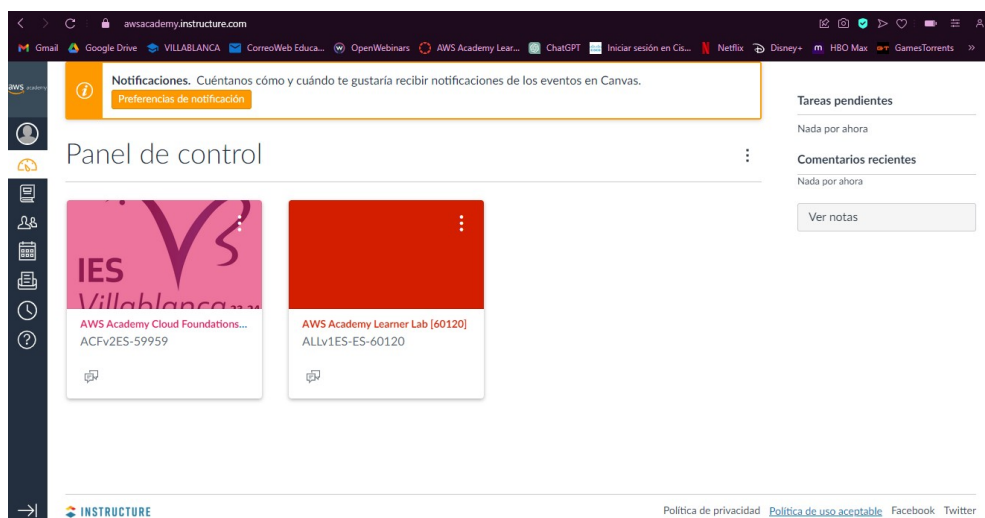 awsacademy.instructure.com
Gmail Google Drive VILLABLANCA CorreoWeb Educa... OpenWebinars AWS Academy Lear... ChatGPT Iniciar sesión en Cis... Netflix Disney+ HBO Max GamesTorrents »
aws academy
Notificaciones. Cuéntanos cómo y cuándo te gustaría recibir notificaciones de los eventos en Canvas.
Preferencias de notificación
Panel de control
IES
Villablanca 23-24
AWS Academy Cloud Foundations...
ACFv2ES-59959
AWS Academy Learner Lab [60120]
ALLv1ES-ES-60120
Tareas pendientes
Nada por ahora
Comentarios recientes
Nada por ahora
Ver notas
INSTRUCTURE
Política de privacidad Política de uso aceptable Facebook Twitter